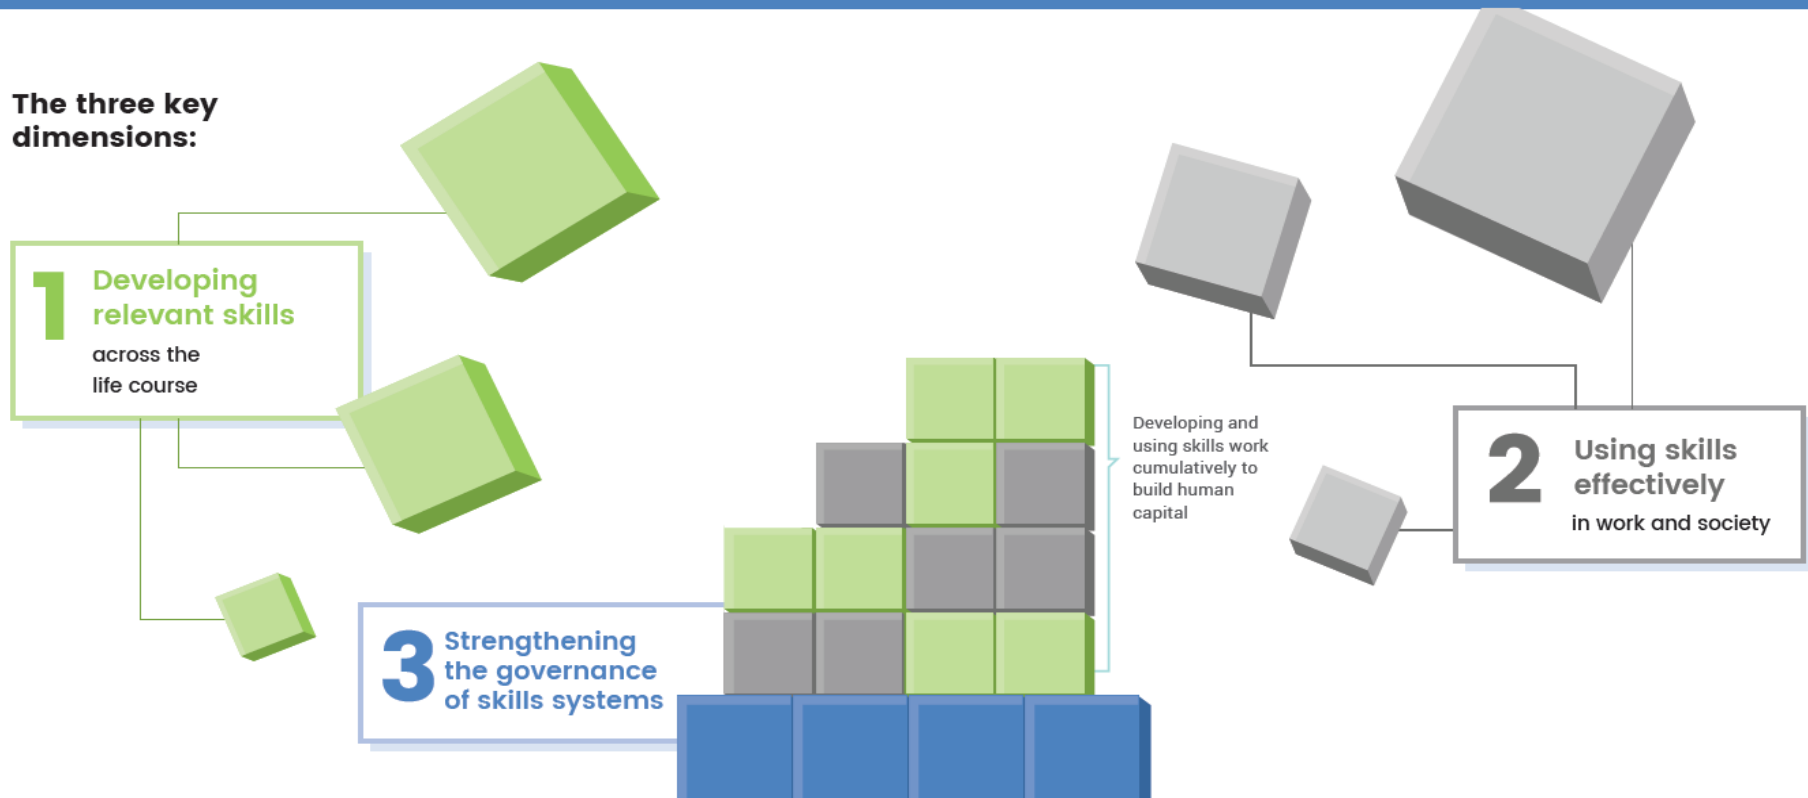 The three key
dimensions:
1
Developing
relevant skills
across the
life course
Developing and
using skills work
cumulatively to
build human
capital
2
Using skills
effectively
in work and society
3
Strengthening
the governance
of skills systems